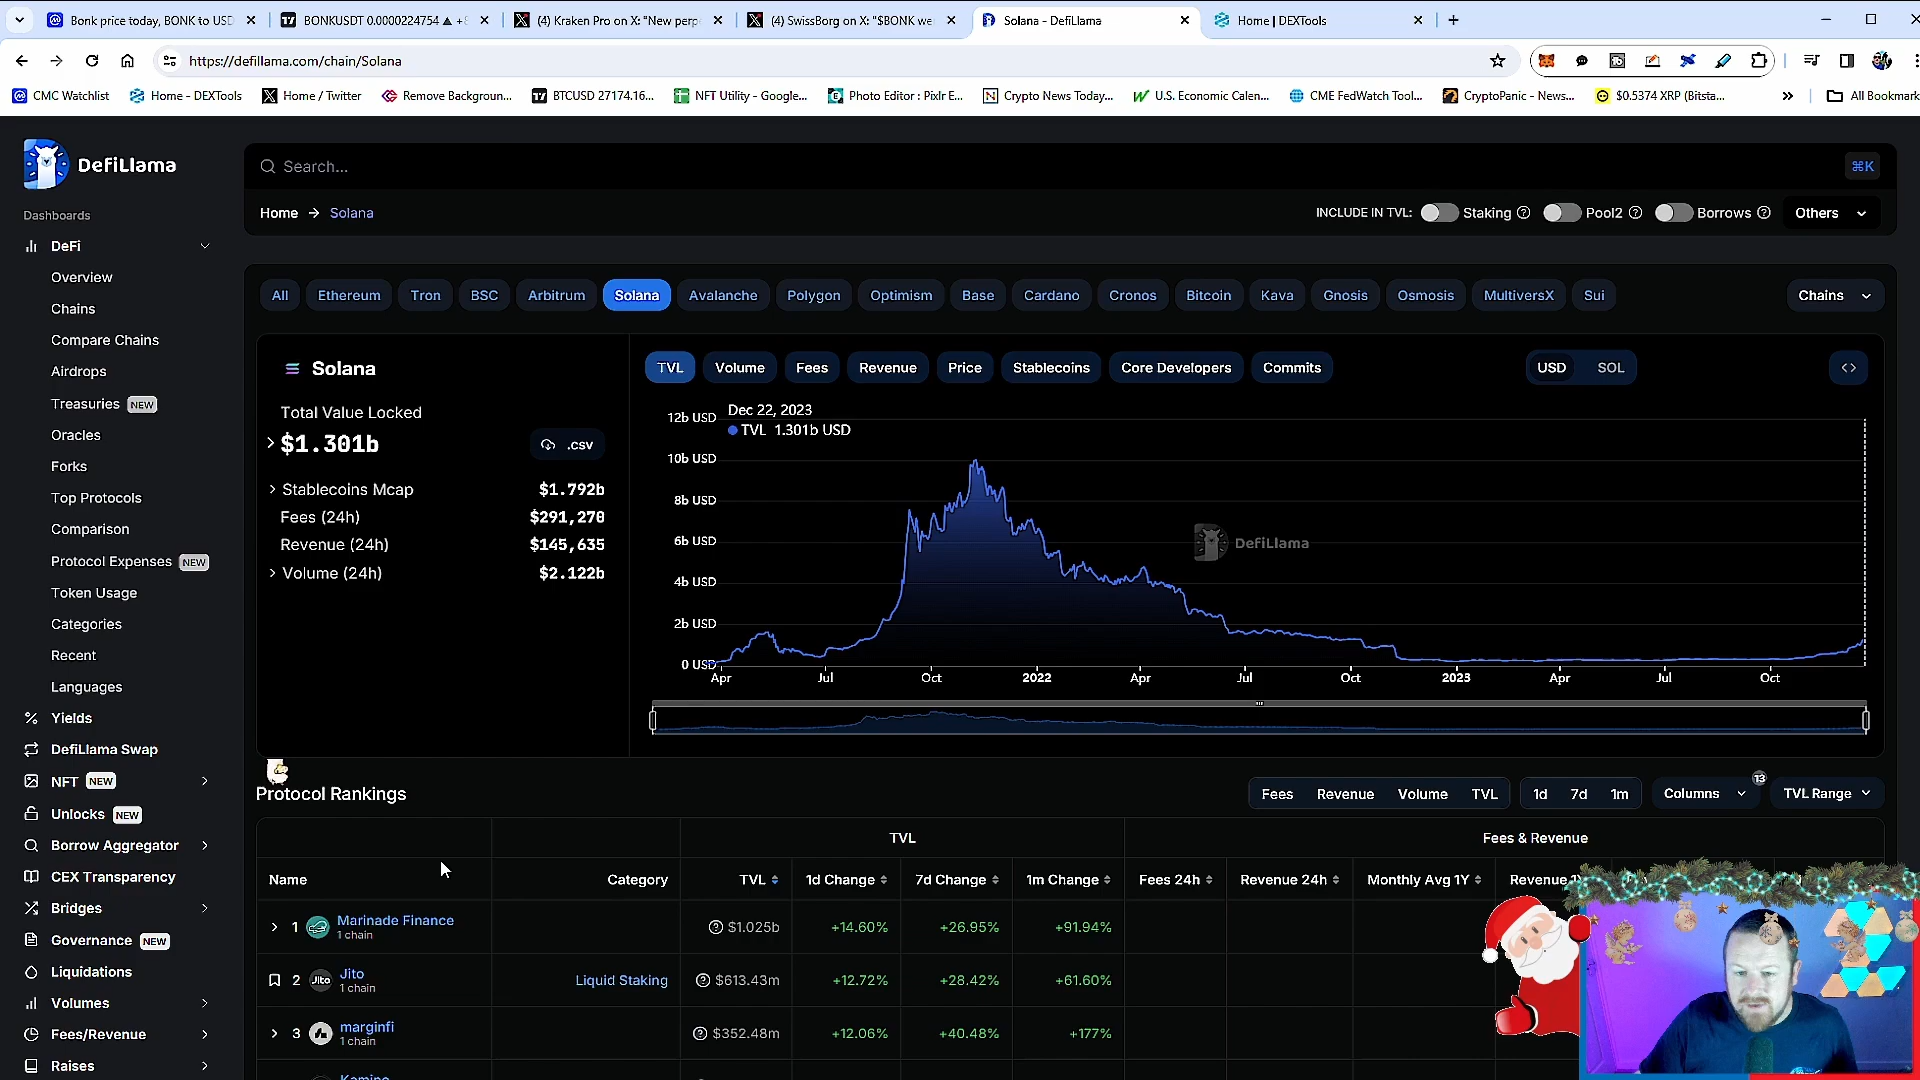 Bonk price today, BONK to USD
BONKUSDT 0.0000224754 ▲ +8
(4) Kraken Pro on X: "New perpe
(4) SwissBorg on X: "$BONK we
Solana - DefiLlama
Home | DEXTools
https://defillama.com/chain/Solana
CMC Watchlist
Home - DEXTools
Home / Twitter
Remove Backgroun...
BTCUSD 27174.16...
NFT Utility – Google...
Photo Editor : Pixlr E...
Crypto News Today...
U.S. Economic Calen...
CME FedWatch Tool...
CryptoPanic - News...
$0.5374 XRP (Bitsta...
All Bookmark
DefiLlama
Search...
⌘K
Home → Solana
INCLUDE IN TVL: Staking Pool2 Borrows Others
Dashboards
DeFi
Overview
Chains
Compare Chains
Airdrops
Treasuries NEW
Oracles
Forks
Top Protocols
Comparison
Protocol Expenses NEW
Token Usage
Categories
Recent
Languages
Yields
DefiLlama Swap
NFT NEW
Unlocks NEW
Borrow Aggregator
CEX Transparency
Bridges
Governance NEW
Liquidations
Volumes
Fees/Revenue
Raises
All Ethereum Tron BSC Arbitrum Solana Avalanche Polygon Optimism Base Cardano Cronos Bitcoin Kava Gnosis Osmosis MultiversX Sui Chains
Solana
Total Value Locked
$1.301b .csv
Stablecoins Mcap $1.792b
Fees (24h) $291,270
Revenue (24h) $145,635
Volume (24h) $2.122b
TVL Volume Fees Revenue Price Stablecoins Core Developers Commits USD SOL
Dec 22, 2023
TVL 1.301b USD
12b USD
10b USD
8b USD
6b USD
4b USD
2b USD
0 USD
DefiLlama
Apr Jul Oct 2022 Apr Jul Oct 2023 Apr Jul Oct
Protocol Rankings
Fees Revenue Volume TVL 1d 7d 1m Columns 13 TVL Range
TVL Fees & Revenue
Name Category TVL 1d Change 7d Change 1m Change Fees 24h Revenue 24h Monthly Avg 1Y Revenue 1Y
1 Marinade Finance $1.025b +14.60% +26.95% +91.94%
1 chain
2 Jito Liquid Staking $613.43m +12.72% +28.42% +61.60%
1 chain
3 marginfi $352.48m +12.06% +40.48% +177%
1 chain
Kamino